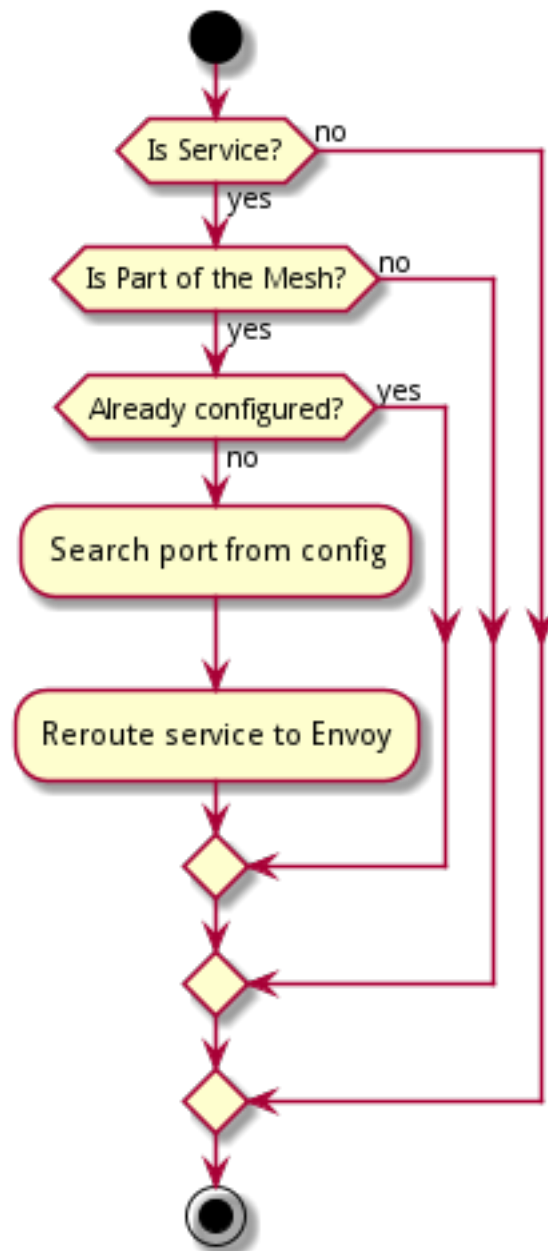 Is Service?
no
yes
Is Part of the Mesh?
no
yes
Already configured?
yes
no
Search port from config
Reroute service to Envoy